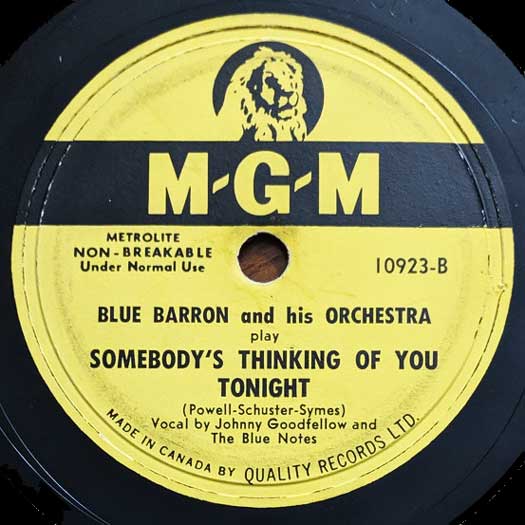 M-G-M
METROLITE
NON-BREAKABLE
Under Normal Use
10923-B
BLUE BARRON and his ORCHESTRA
play
SOMEBODY'S THINKING OF YOU
TONIGHT
(Powell-Schuster-Symes)
Vocal by Johnny Goodfellow and
The Blue Notes
MADE IN CANADA BY QUALITY RECORDS LTD.